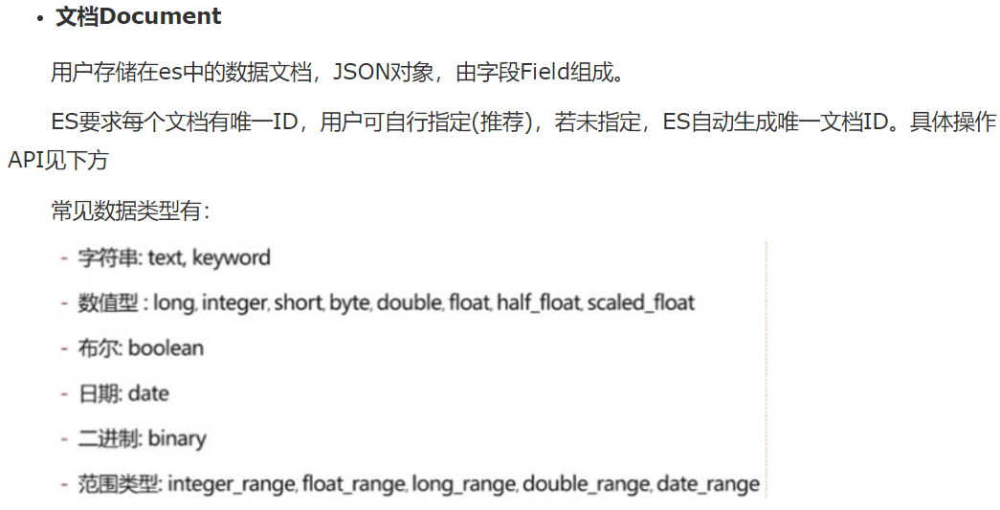 • 文档Document
用户存储在es中的数据文档，JSON对象，由字段Field组成。
ES要求每个文档有唯一ID，用户可自行指定(推荐)，若未指定，ES自动生成唯一文档ID。具体操作
API见下方
常见数据类型有：
- 字符串: text, keyword
- 数值型 : long, integer, short, byte, double, float, half_float, scaled_float
- 布尔: boolean
- 日期: date
- 二进制: binary
- 范围类型: integer_range, float_range, long_range, double_range, date_range